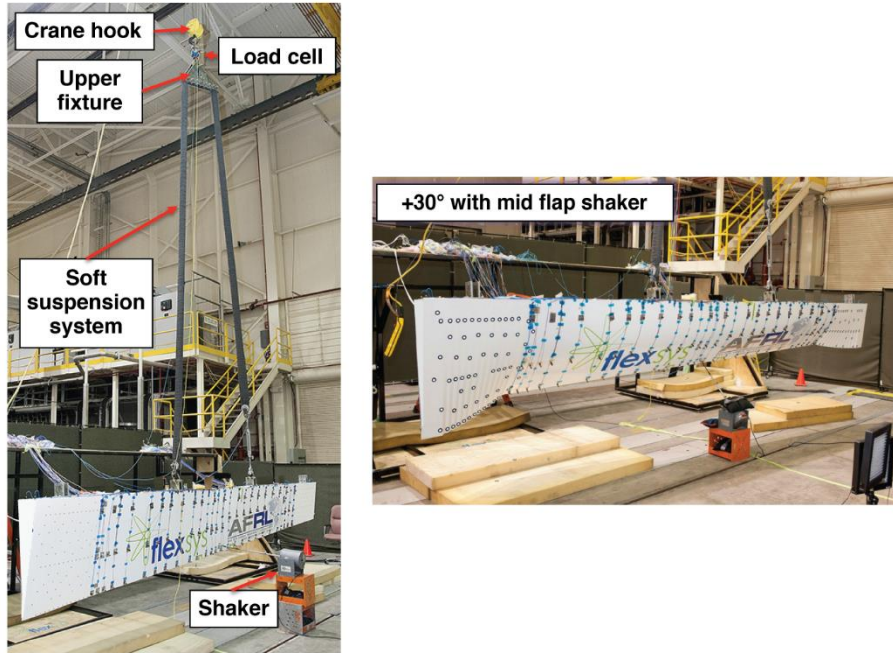 Crane hook
Load cell
Upper
fixture
Soft
suspension
system
flexsys
AFRL
Shaker
+30° with mid flap shaker
flexsys
AFRL